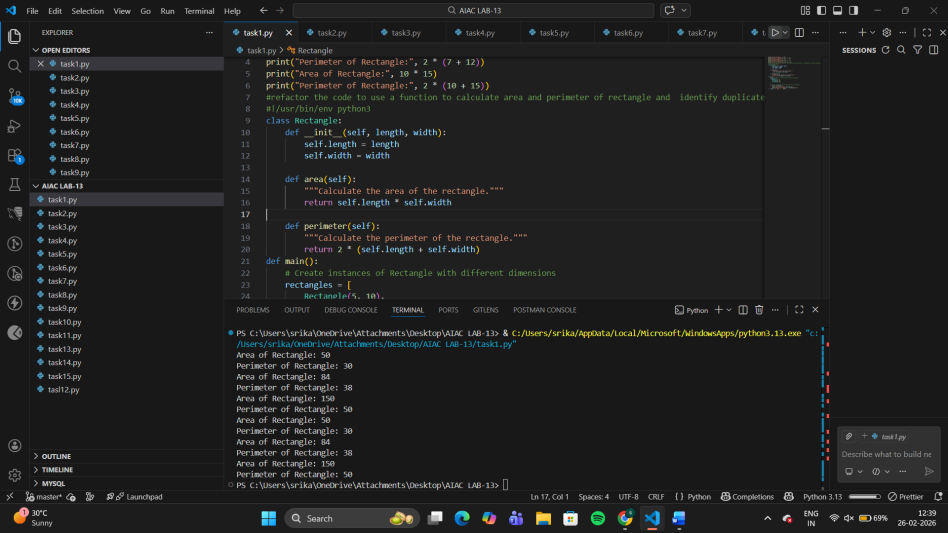 File Edit Selection View Go Run Terminal Help
AIAC LAB-13
EXPLORER
OPEN EDITORS
task1.py
task2.py
task3.py
task4.py
task5.py
task6.py
task7.py
task8.py
task9.py
AIAC LAB-13
task1.py
task2.py
task3.py
task4.py
task5.py
task6.py
task7.py
task8.py
task9.py
task10.py
task11.py
task13.py
task14.py
task15.py
tasl12.py
OUTLINE
TIMELINE
MYSQL
10K
1
task1.py task2.py task3.py task4.py task5.py task6.py task7.py
task1.py > Rectangle
4 print("Perimeter of Rectangle:", 2 * (7 + 12))
5 print("Area of Rectangle:", 10 * 15)
6 print("Perimeter of Rectangle:", 2 * (10 + 15))
7 #refactor the code to use a function to calculate area and perimeter of rectangle and  identify duplicate
8 #!/usr/bin/env python3
9 class Rectangle:
10     def __init__(self, length, width):
11         self.length = length
12         self.width = width
13
14     def area(self):
15         """Calculate the area of the rectangle."""
16         return self.length * self.width
17
18     def perimeter(self):
19         """Calculate the perimeter of the rectangle."""
20         return 2 * (self.length + self.width)
21 def main():
22     # Create instances of Rectangle with different dimensions
23     rectangles = [
24         Rectangle(5, 10),
PROBLEMS OUTPUT DEBUG CONSOLE TERMINAL PORTS GITLENS POSTMAN CONSOLE
Python
PS C:\Users\srika\OneDrive\Attachments\Desktop\AIAC LAB-13> & C:/Users/srika/AppData/Local/Microsoft/WindowsApps/python3.13.exe "c:
/Users/srika/OneDrive/Attachments/Desktop/AIAC LAB-13/task1.py"
Area of Rectangle: 50
Perimeter of Rectangle: 30
Area of Rectangle: 84
Perimeter of Rectangle: 38
Area of Rectangle: 150
Perimeter of Rectangle: 50
Area of Rectangle: 50
Perimeter of Rectangle: 30
Area of Rectangle: 84
Perimeter of Rectangle: 38
Area of Rectangle: 150
Perimeter of Rectangle: 50
PS C:\Users\srika\OneDrive\Attachments\Desktop\AIAC LAB-13>
SESSIONS
task1.py
Describe what to build ne
master* Launchpad
Ln 17, Col 1 Spaces: 4 UTF-8 CRLF {} Python Completions Python 3.13 Prettier
1
30°C
Sunny
Search
ENG
IN
69%
12:39
26-02-2026